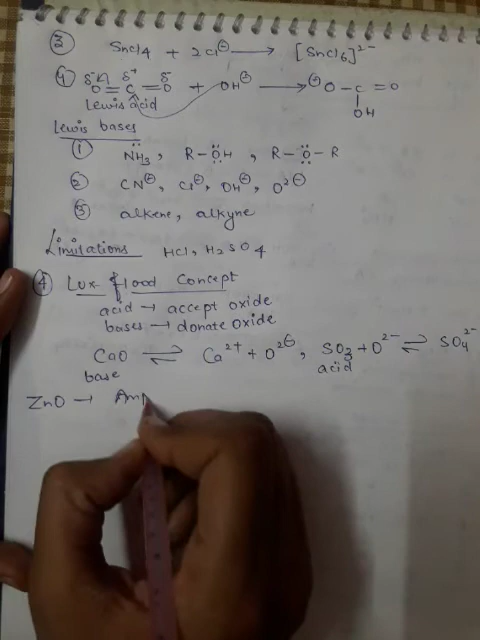 ③ SnCl4 + 2Cl⊖ → [SnCl6]2-
④ δ- δ+ δ-
O = C = O + OH⊖ → ⊖O - C = O
OH
Lewis acid
Lewis bases
① NH3, R-Ö-H, R-Ö-R
② CN⊖, Cl⊖, OH⊖, O2⊖
③ alkene, alkyne
Limitations HCl, H2SO4
④ Lux flood Concept
acid → accept oxide
bases → donate oxide
CaO ⇌ Ca2+ + O2⊖, SO3 + O2- ⇌ SO42-
base acid
ZnO → Am